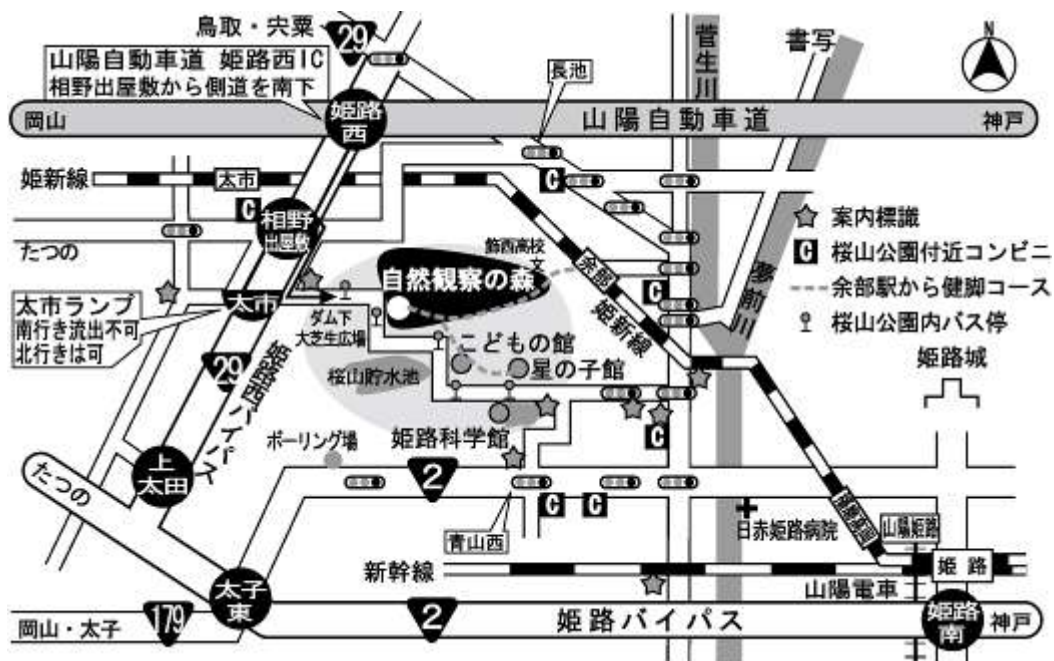 鳥取・宍粟
29
山陽自動車道 姫路西IC
相野出屋敷から側道を南下
長池
菅生川
書写
N
岡山
姫路
西
山陽自動車道
神戸
姫新線
太市
C
C
相野
出屋敷
たつの
飾西高校
文
余部
案内標識
C
桜山公園付近コンビニ
余部駅から健脚コース
桜山公園内バス停
自然観察の森
C
太市ランプ
南行き流出不可
北行きは可
太市
ダム下
大芝生広場
姫新線
夢前川
姫路城
29
姫路西バイパス
こどもの館
星の子館
桜山貯水池
姫路科学館
C
ボーリング場
上
太田
2
たつの
C
C
青山西
日赤姫路病院
播磨高岡
山陽姫路
新幹線
姫路
山陽電車
太子
東
179
2
岡山・太子
姫路バイパス
姫路
南
神戸